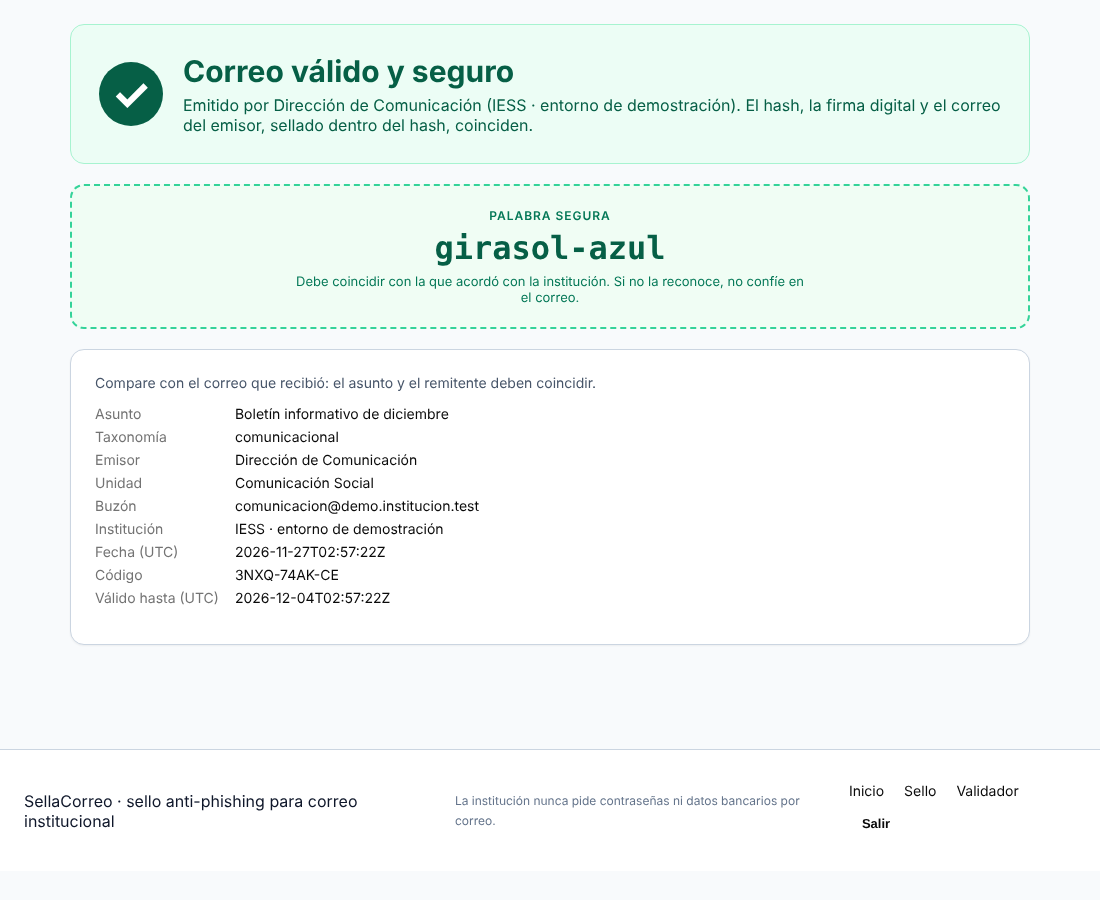 Correo válido y seguro
Emitido por Dirección de Comunicación (IESS · entorno de demostración). El hash, la firma digital y el correo
del emisor, sellado dentro del hash, coinciden.
PALABRA SEGURA
girasol-azul
Debe coincidir con la que acordó con la institución. Si no la reconoce, no confíe en
el correo.
Compare con el correo que recibió: el asunto y el remitente deben coincidir.
Asunto Boletín informativo de diciembre
Taxonomía comunicacional
Emisor Dirección de Comunicación
Unidad Comunicación Social
Buzón comunicacion@demo.institucion.test
Institución IESS · entorno de demostración
Fecha (UTC) 2026-11-27T02:57:22Z
Código 3NXQ-74AK-CE
Válido hasta (UTC) 2026-12-04T02:57:22Z
SellaCorreo · sello anti-phishing para correo
institucional
La institución nunca pide contraseñas ni datos bancarios por
correo.
Inicio Sello Validador
Salir